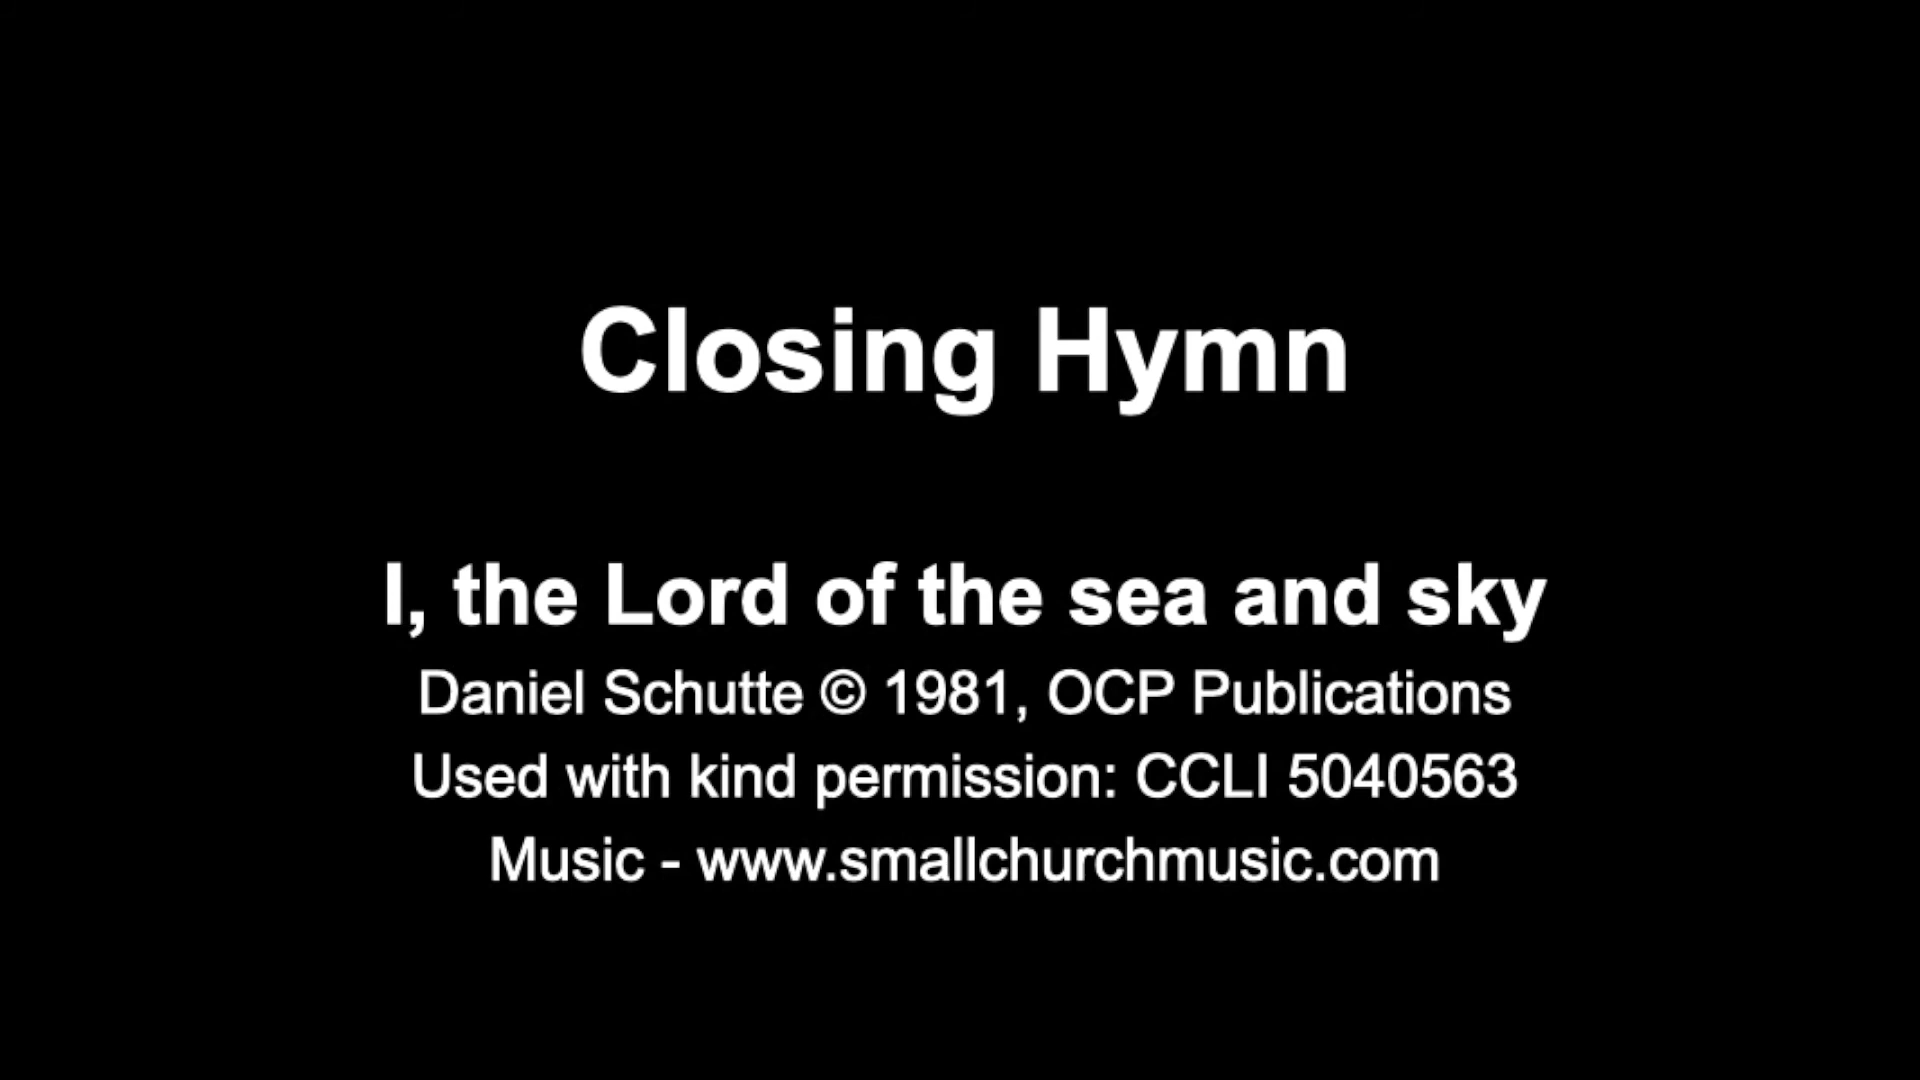 Closing Hymn
I, the Lord of the sea and sky
Daniel Schutte © 1981, OCP Publications
Used with kind permission: CCLI 5040563
Music - www.smallchurchmusic.com